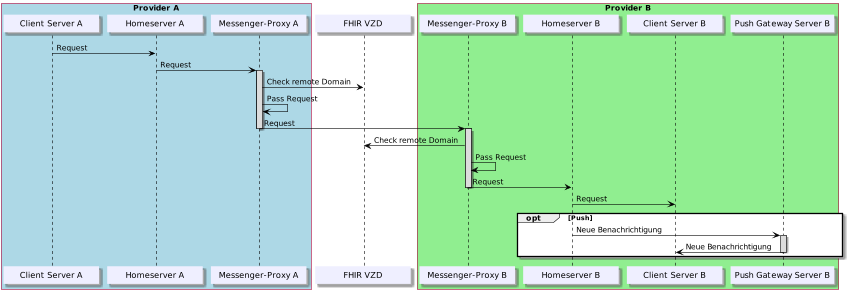 Provider A
Provider B
Client Server A
Homeserver A
Messenger-Proxy A
FHIR VZD
Messenger-Proxy B
Homeserver B
Client Server B
Push Gateway Server B
Request
Request
Check remote Domain
Pass Request
Request
Check remote Domain
Pass Request
Request
Request
opt
[Push]
Neue Benachrichtigung
Neue Benachrichtigung
Client Server A
Homeserver A
Messenger-Proxy A
FHIR VZD
Messenger-Proxy B
Homeserver B
Client Server B
Push Gateway Server B